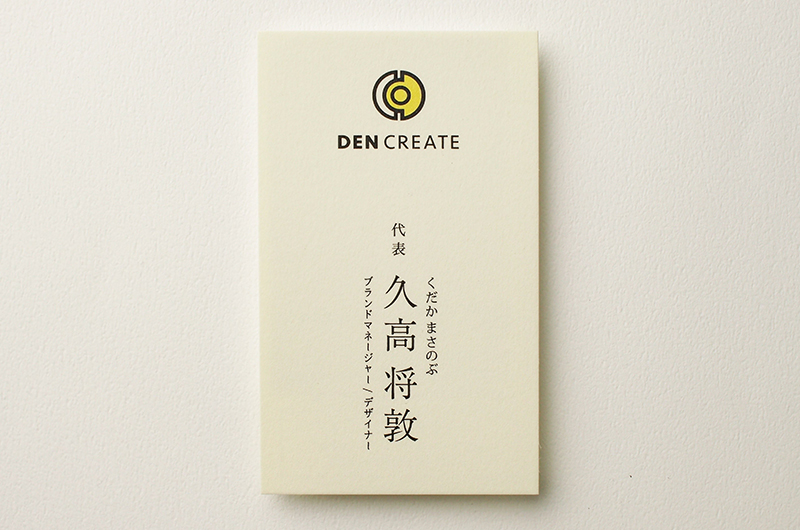 DEN CREATE
代表
くだか まさのぶ
久高 将敦
ブランドマネージャー/デザイナー